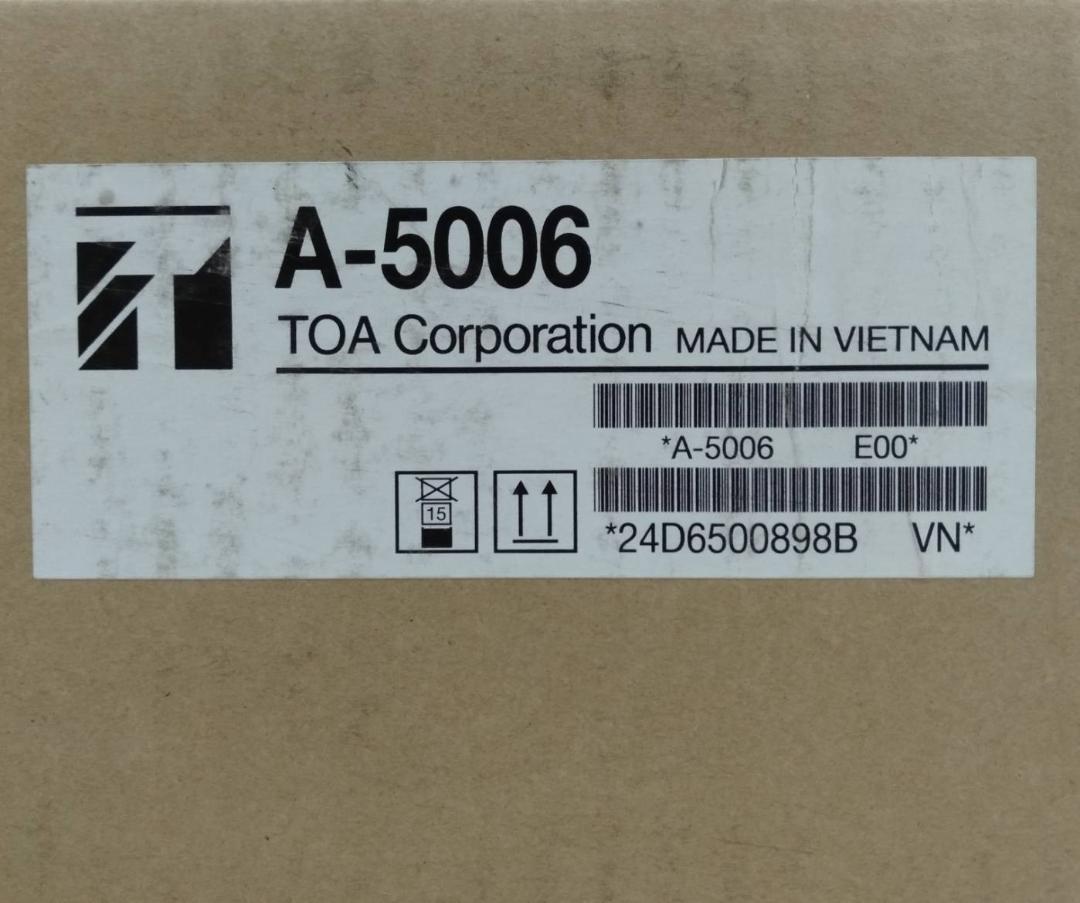 A-5006
TOA Corporation MADE IN VIETNAM
*A-5006 E00*
15
*24D6500898B VN*